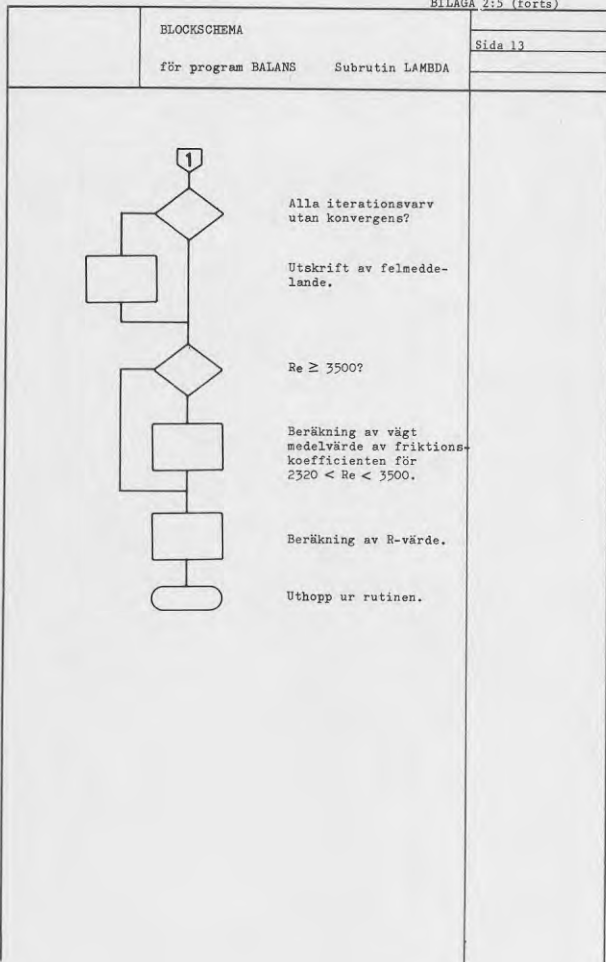 BILAGA 2:5 (forts)
BLOCKSCHEMA
Sida 13
för program BALANS Subrutin LAMBDA
1
Alla iterationsvarv
utan konvergens?
Utskrift av felmedde-
lande.
Re ≥ 3500?
Beräkning av vägt
medelvärde av friktions-
koefficienten för
2320 < Re < 3500.
Beräkning av R-värde.
Uthopp ur rutinen.